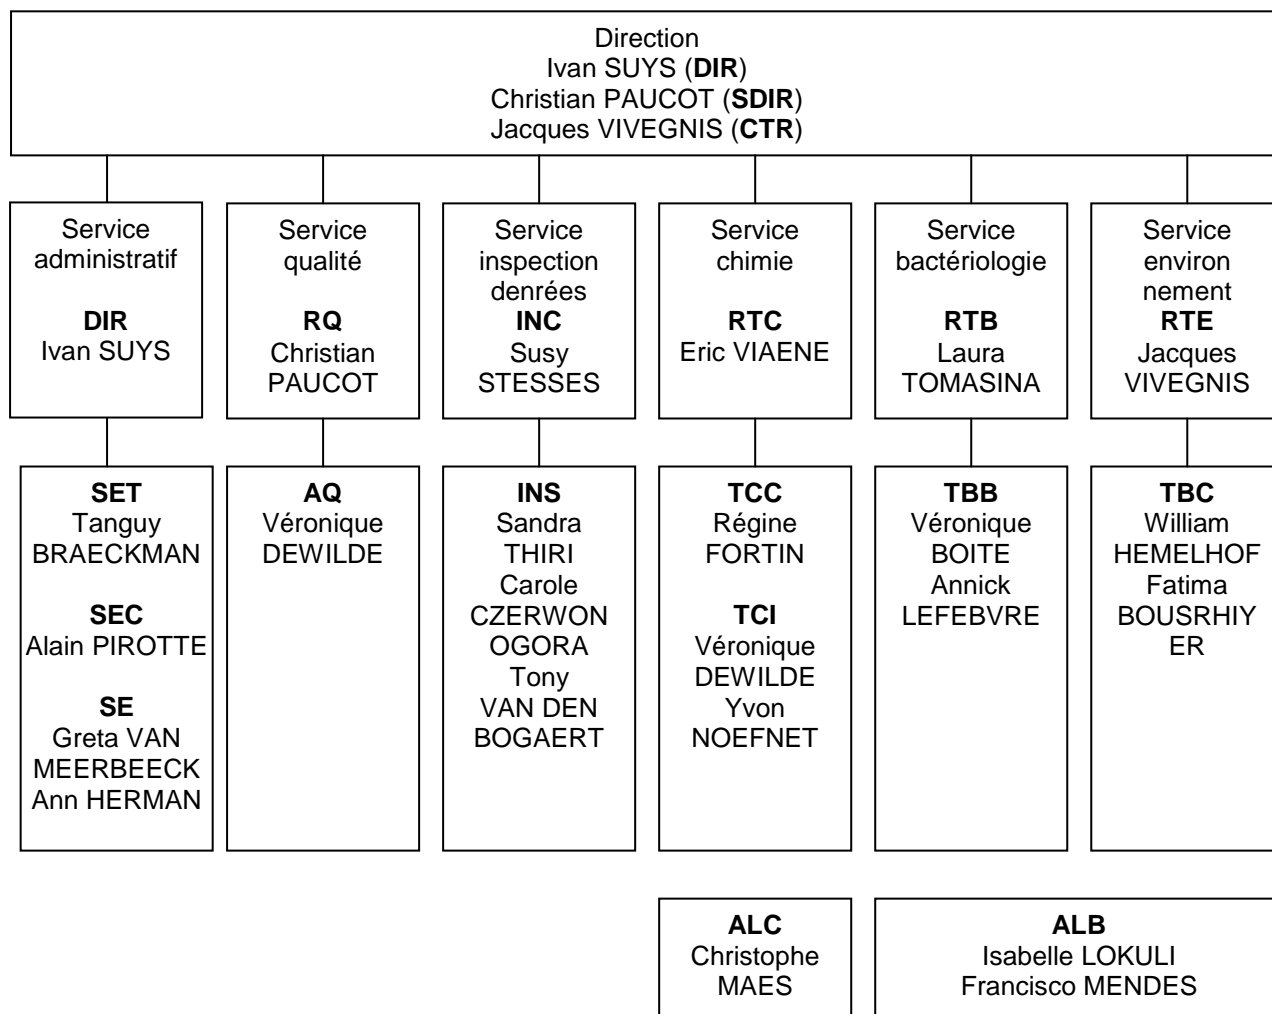 Direction
Ivan SUYS (DIR)
Christian PAUCOT (SDIR)
Jacques VIVEGNIS (CTR)
Service
administratif
DIR
Ivan SUYS
Service
qualité
RQ
Christian
PAUCOT
Service
inspection
denrées
INC
Susy
STESSES
Service
chimie
RTC
Eric VIAENE
Service
bactériologie
RTB
Laura
TOMASINA
Service
environ
nement
RTE
Jacques
VIVEGNIS
SET
Tanguy
BRAECKMAN
SEC
Alain PIROTTE
SE
Greta VAN
MEERBEECK
Ann HERMAN
AQ
Véronique
DEWILDE
INS
Sandra
THIRI
Carole
CZERWON
OGORA
Tony
VAN DEN
BOGAERT
TCC
Régine
FORTIN
TCI
Véronique
DEWILDE
Yvon
NOEFNET
TBB
Véronique
BOITE
Annick
LEFEBVRE
TBC
William
HEMELHOF
Fatima
BOUSRHIY
ER
ALC
Christophe
MAES
ALB
Isabelle LOKULI
Francisco MENDES